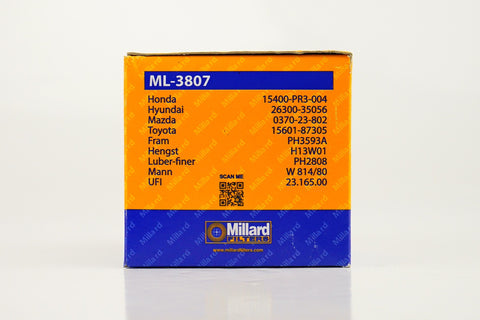 ML-3807
Honda 15400-PR3-004
Hyundai 26300-35056
Mazda 0370-23-802
Toyota 15601-87305
Fram PH3593A
Hengst H13W01
Luber-finer PH2808
Mann W 814/80
UFI 23.165.00
SCAN ME
Millard
FILTERS
www.millardfilters.com